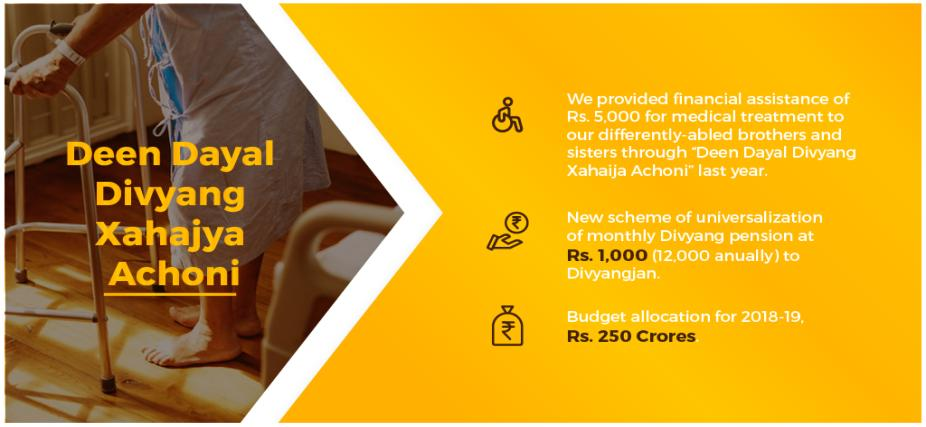 Deen Dayal
Divyang
Xahajya
Achoni
We provided financial assistance of
Rs. 5,000 for medical treatment to
our differently-abled brothers and
sisters through “Deen Dayal Divyang
Xahaija Achoni” last year.
₹
New scheme of universalization
of monthly Divyang pension at
Rs. 1,000 (12,000 anually) to
Divyangjan.
₹
Budget allocation for 2018-19,
Rs. 250 Crores